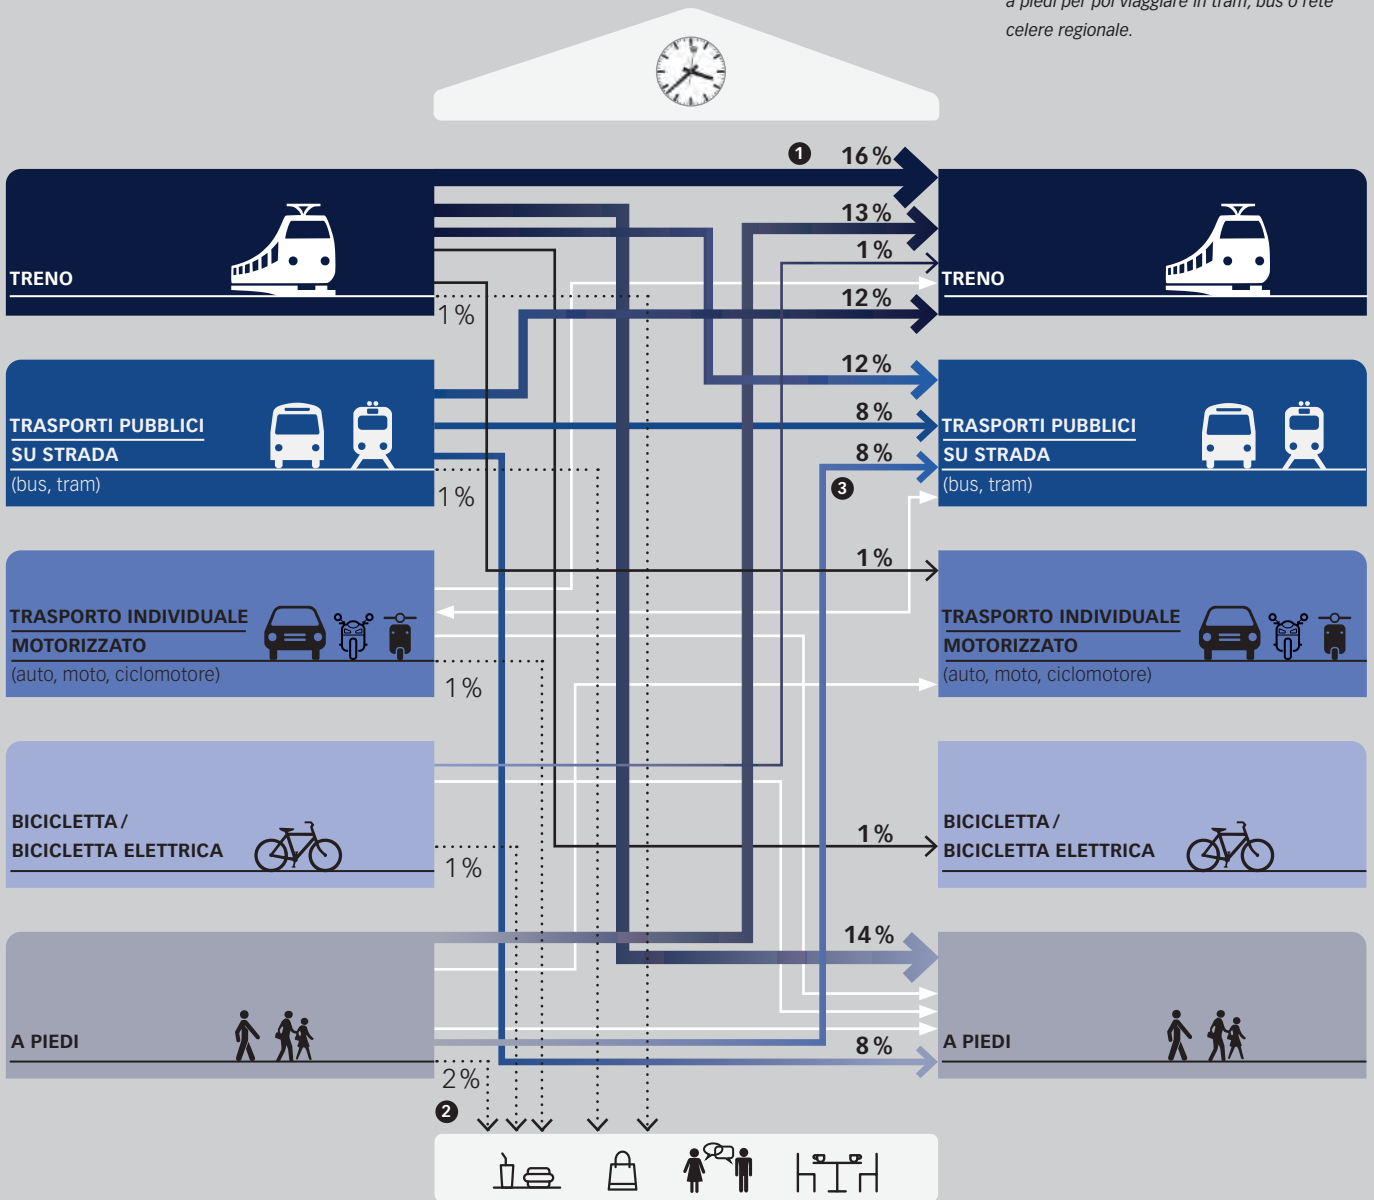 a piedi per poi viaggiare in tram, bus o rete
celere regionale.
1
16 %
13 %
1 %
TRENO
TRENO
12 %
1 %
12 %
8 %
TRASPORTI PUBBLICI
TRASPORTI PUBBLICI
SU STRADA
8 %
SU STRADA
(bus, tram)
3
(bus, tram)
1 %
1 %
TRASPORTO INDIVIDUALE
TRASPORTO INDIVIDUALE
MOTORIZZATO
MOTORIZZATO
(auto, moto, ciclomotore)
(auto, moto, ciclomotore)
1 %
BICICLETTA /
BICICLETTA /
1 %
BICICLETTA ELETTRICA
BICICLETTA ELETTRICA
1 %
14 %
A PIEDI
8 %
A PIEDI
2 %
2